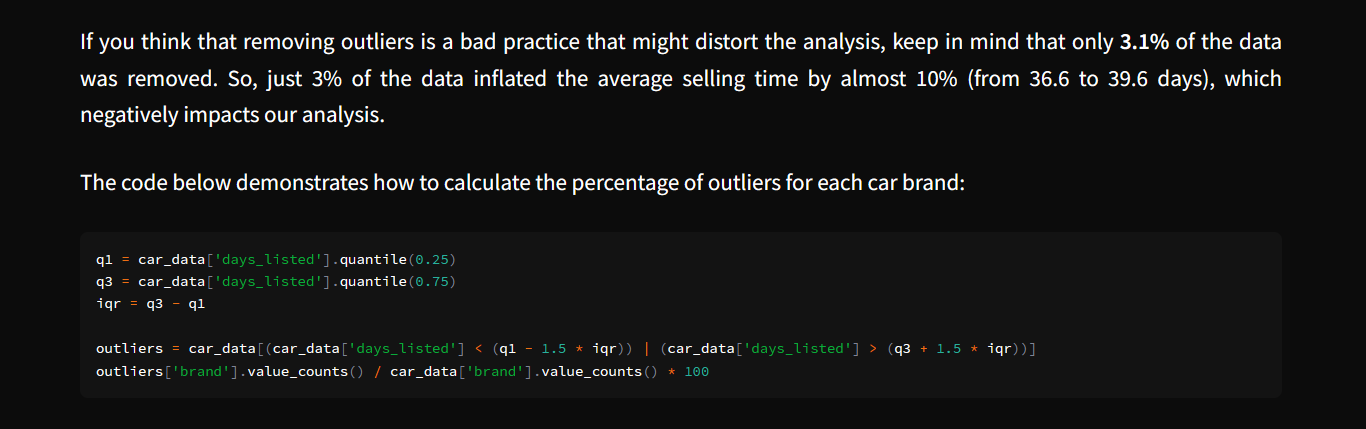 If you think that removing outliers is a bad practice that might distort the analysis, keep in mind that only 3.1% of the data
was removed. So, just 3% of the data inflated the average selling time by almost 10% (from 36.6 to 39.6 days), which
negatively impacts our analysis.
The code below demonstrates how to calculate the percentage of outliers for each car brand:
q1 = car_data['days_listed'].quantile(0.25)
q3 = car_data['days_listed'].quantile(0.75)
iqr = q3 - q1
outliers = car_data[(car_data['days_listed'] < (q1 - 1.5 * iqr)) | (car_data['days_listed'] > (q3 + 1.5 * iqr))]
outliers['brand'].value_counts() / car_data['brand'].value_counts() * 100